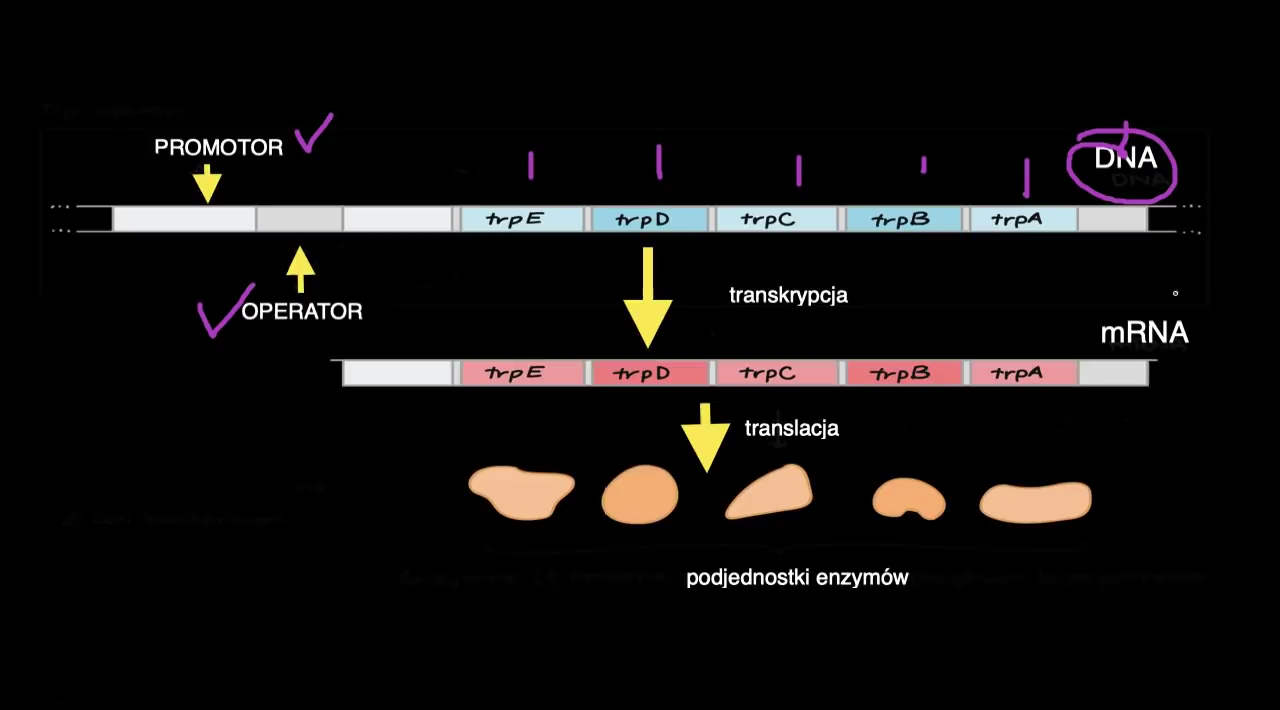 PROMOTOR
DNA
trpE trpD trpC trpB trpA
OPERATOR
transkrypcja
mRNA
trpE trpD trpC trpB trpA
translacja
podjednostki enzymów